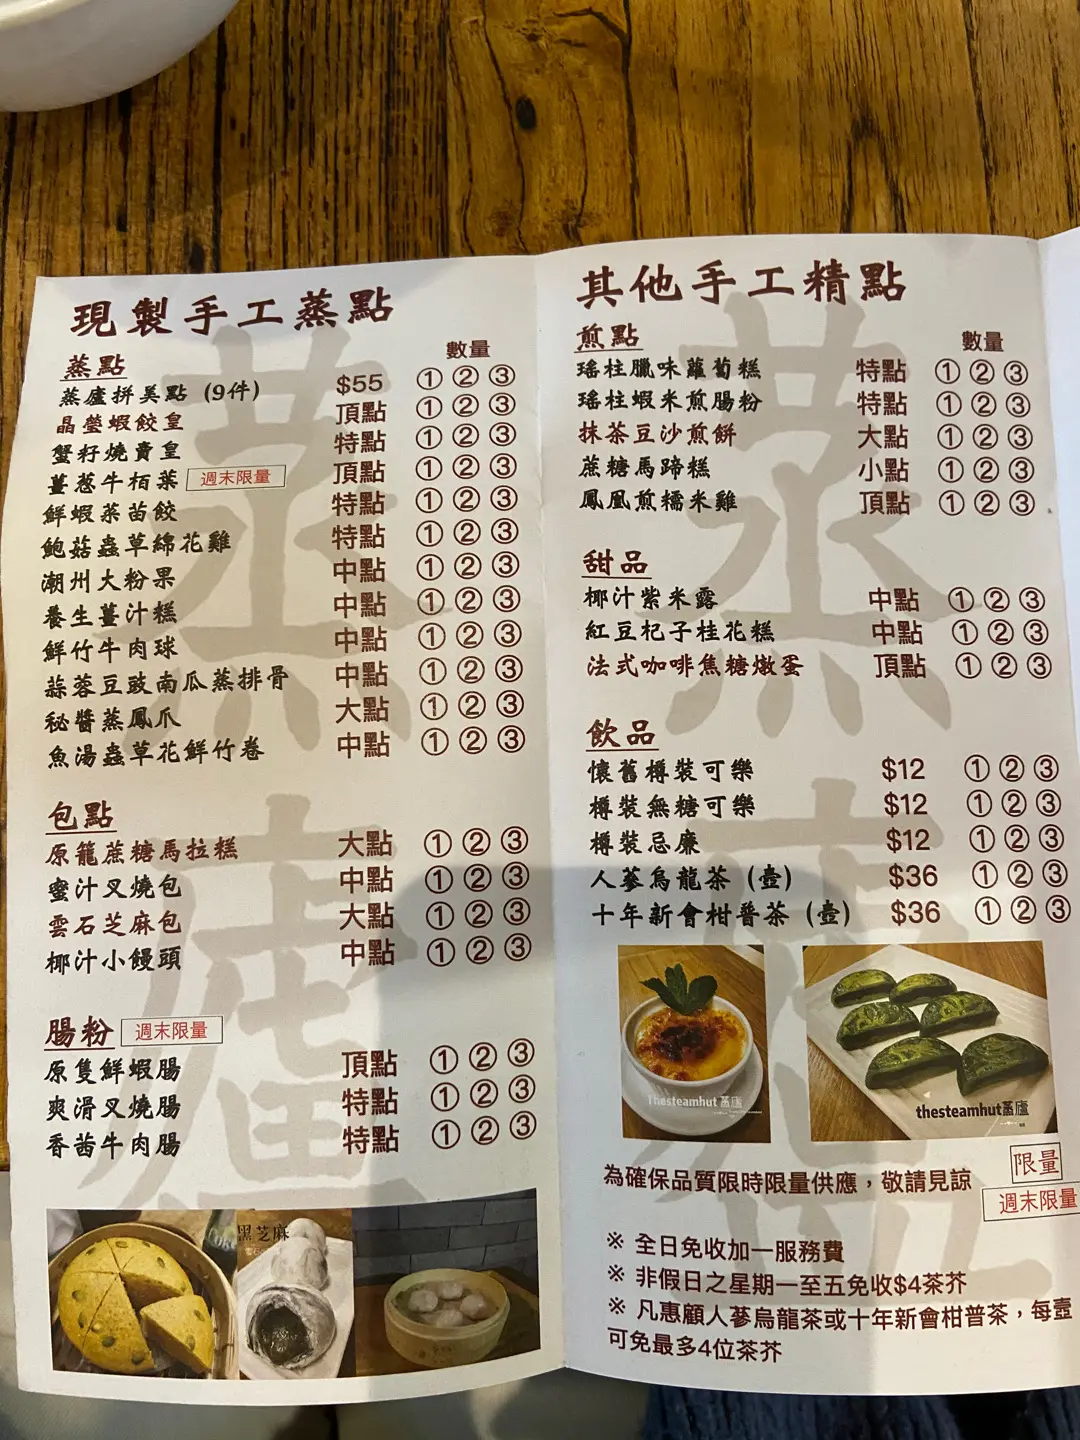 現製手工蒸點
數量
蒸點
蒸廬拼美點 (9件) $55 ① ② ③
晶瑩蝦餃皇 頂點 ① ② ③
蟹籽燒賣皇 特點 ① ② ③
薑葱牛栢葉 週末限量 頂點 ① ② ③
鮮蝦菜苗餃 特點 ① ② ③
鮑菇蟲草綿花雞 特點 ① ② ③
潮州大粉果 中點 ① ② ③
養生薑汁糕 中點 ① ② ③
鮮竹牛肉球 中點 ① ② ③
蒜蓉豆豉南瓜蒸排骨 中點 ① ② ③
秘醬蒸鳳爪 大點 ① ② ③
魚湯蟲草花鮮竹卷 中點 ① ② ③
包點
原籠蔗糖馬拉糕 大點 ① ② ③
蜜汁叉燒包 中點 ① ② ③
雲石芝麻包 大點 ① ② ③
椰汁小饅頭 中點 ① ② ③
腸粉 週末限量
原隻鮮蝦腸 頂點 ① ② ③
爽滑叉燒腸 特點 ① ② ③
香茜牛肉腸 特點 ① ② ③
黑芝麻
其他手工精點
數量
煎點
瑤柱臘味蘿蔔糕 特點 ① ② ③
瑤柱蝦米煎腸粉 特點 ① ② ③
抹茶豆沙煎餅 大點 ① ② ③
蔗糖馬蹄糕 小點 ① ② ③
鳳凰煎糯米雞 頂點 ① ② ③
甜品
椰汁紫米露 中點 ① ② ③
紅豆杞子桂花糕 中點 ① ② ③
法式咖啡焦糖燉蛋 頂點 ① ② ③
飲品
懷舊樽裝可樂 $12 ① ② ③
樽裝無糖可樂 $12 ① ② ③
樽裝忌廉 $12 ① ② ③
人蔘烏龍茶 (壺) $36 ① ② ③
十年新會柑普茶 (壺) $36 ① ② ③
Thesteamhut 蒸廬
thesteamhut蒸廬
為確保品質限時限量供應，敬請見諒
限量
週末限量
※ 全日免收加一服務費
※ 非假日之星期一至五免收$4茶芥
※ 凡惠顧人蔘烏龍茶或十年新會柑普茶，每壺
可免最多4位茶芥
蒸廬